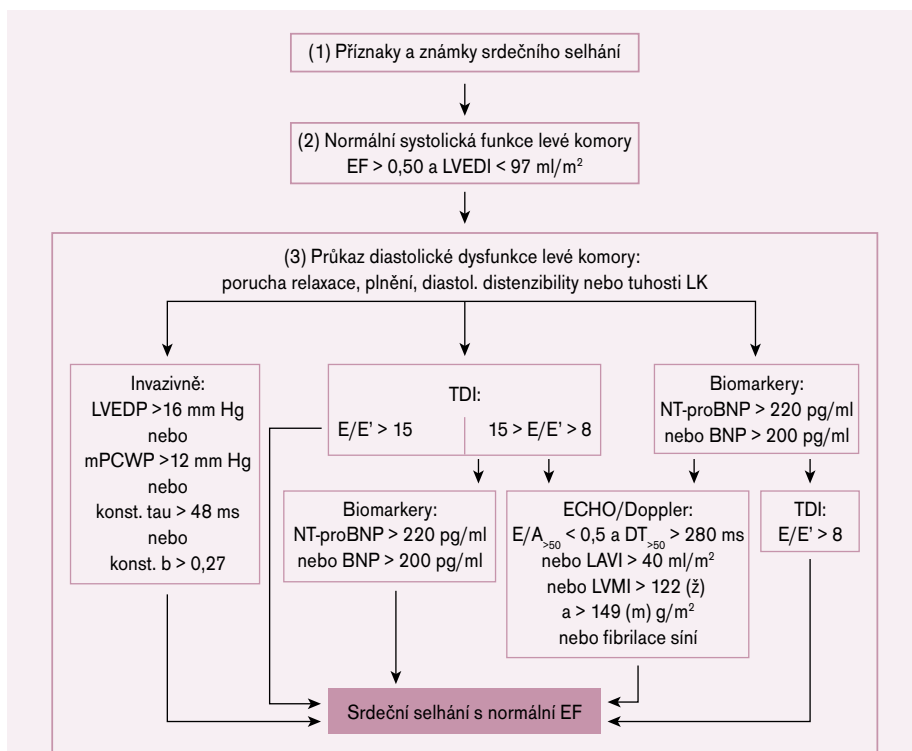 (1) Příznaky a známky srdečního selhání
(2) Normální systolická funkce levé komory
EF > 0,50 a LVEDI < 97 ml/m²
(3) Průkaz diastolické dysfunkce levé komory:
porucha relaxace, plnění, diastol. distenzibility nebo tuhosti LK
Invazivně:
LVEDP >16 mm Hg
nebo
mPCWP >12 mm Hg
nebo
konst. tau > 48 ms
nebo
konst. b > 0,27
TDI:
E/E' > 15
15 > E/E' > 8
Biomarkery:
NT-proBNP > 220 pg/ml
nebo BNP > 200 pg/ml
Biomarkery:
NT-proBNP > 220 pg/ml
nebo BNP > 200 pg/ml
ECHO/Doppler:
E/A>50 < 0,5 a DT>50 > 280 ms
nebo LAVI > 40 ml/m²
nebo LVMI > 122 (ž)
a > 149 (m) g/m²
nebo fibrilace síní
TDI:
E/E' > 8
Srdeční selhání s normální EF